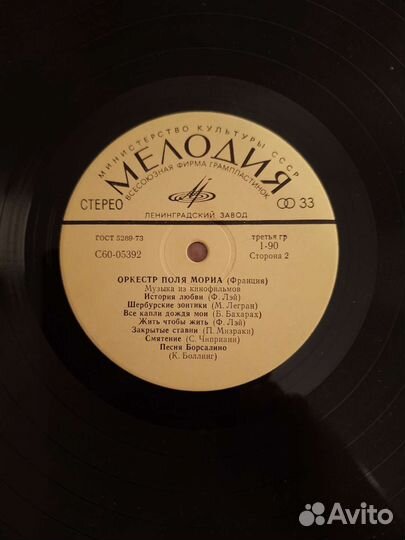 МИНИСТЕРСТВО КУЛЬТУРЫ СССР
МЕЛОДИЯ
ВСЕСОЮЗНАЯ ФИРМА ГРАМПЛАСТИНОК
СТЕРЕО
33
ЛЕНИНГРАДСКИЙ ЗАВОД
ГОСТ 5289-73
третья гр
1-90
С60-05392
Сторона 2
ОРКЕСТР ПОЛЯ МОРИА (Франция)
Музыка из кинофильмов
История любви (Ф. Лэй)
Шербурские зонтики (М. Легран)
Все капли дождя мои (Б. Бахарах)
Жить чтобы жить (Ф. Лэй)
Закрытые ставни (П. Мизраки)
Смятение (С. Чиприани)
Песня Борсалино
(К. Боллинг)
Avito